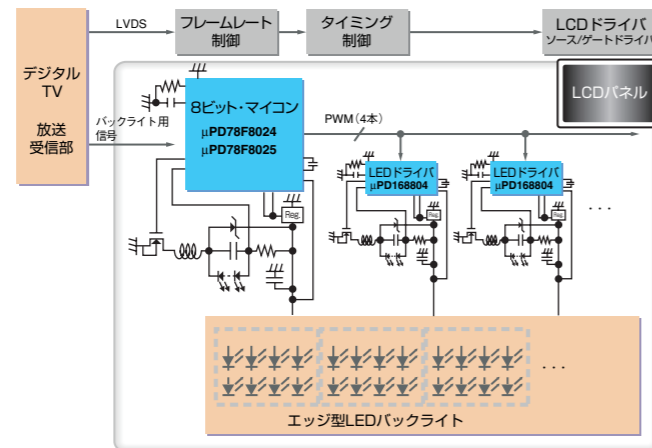 LVDS
フレームレート
制御
タイミング
制御
LCDドライバ
ソース/ゲートドライバ
デジタル
TV
放送
受信部
バックライト用
信号
8ビット・マイコン
μPD78F8024
μPD78F8025
PWM(4本)
LCDパネル
LEDドライバ
μPD168804
LEDドライバ
μPD168804
...
Reg.
Reg.
Reg.
...
エッジ型LEDバックライト